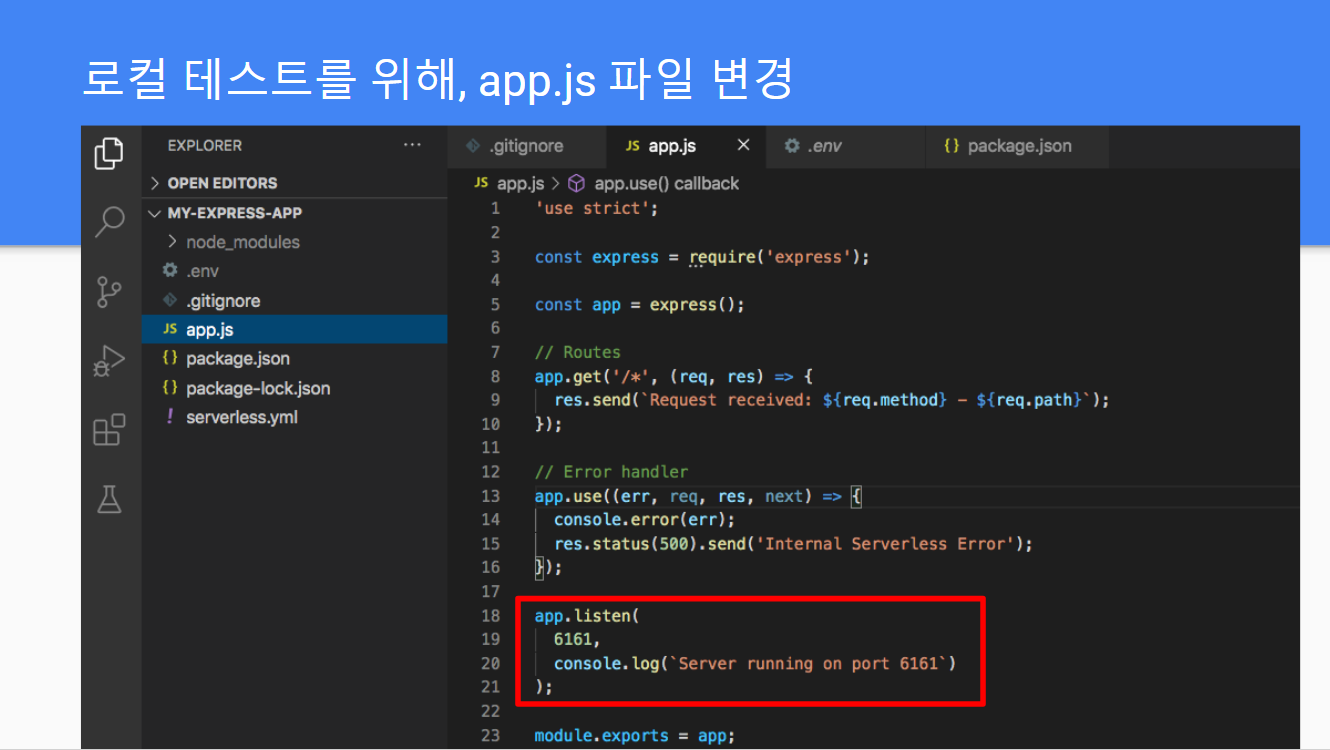 로컬 테스트를 위해, app.js 파일 변경
EXPLORER ...
OPEN EDITORS
MY-EXPRESS-APP
node_modules
.env
.gitignore
JS app.js
{} package.json
{} package-lock.json
! serverless.yml
.gitignore JS app.js × .env {} package.json
JS app.js > app.use() callback
1 'use strict';
2
3 const express = require('express');
4
5 const app = express();
6
7 // Routes
8 app.get('/*', (req, res) => {
9 res.send(`Request received: ${req.method} - ${req.path}`);
10 });
11
12 // Error handler
13 app.use((err, req, res, next) => {
14 console.error(err);
15 res.status(500).send('Internal Serverless Error');
16 });
17
18 app.listen(
19 6161,
20 console.log(`Server running on port 6161`)
21 );
22
23 module.exports = app;